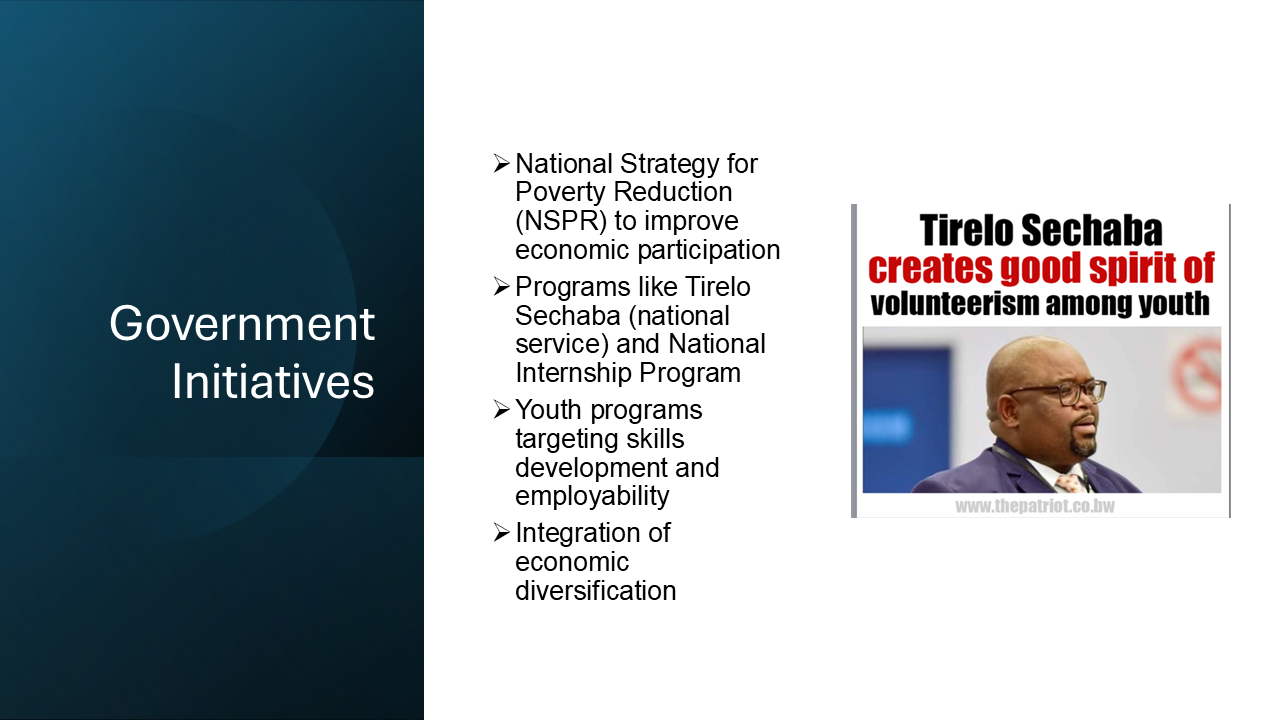 Government
Initiatives
➢National Strategy for
Poverty Reduction
(NSPR) to improve
economic participation
➢Programs like Tirelo
Sechaba (national
service) and National
Internship Program
➢Youth programs
targeting skills
development and
employability
➢Integration of
economic
diversification
Tirelo Sechaba
creates good spirit of
volunteerism among youth
www.thepatriot.co.bw